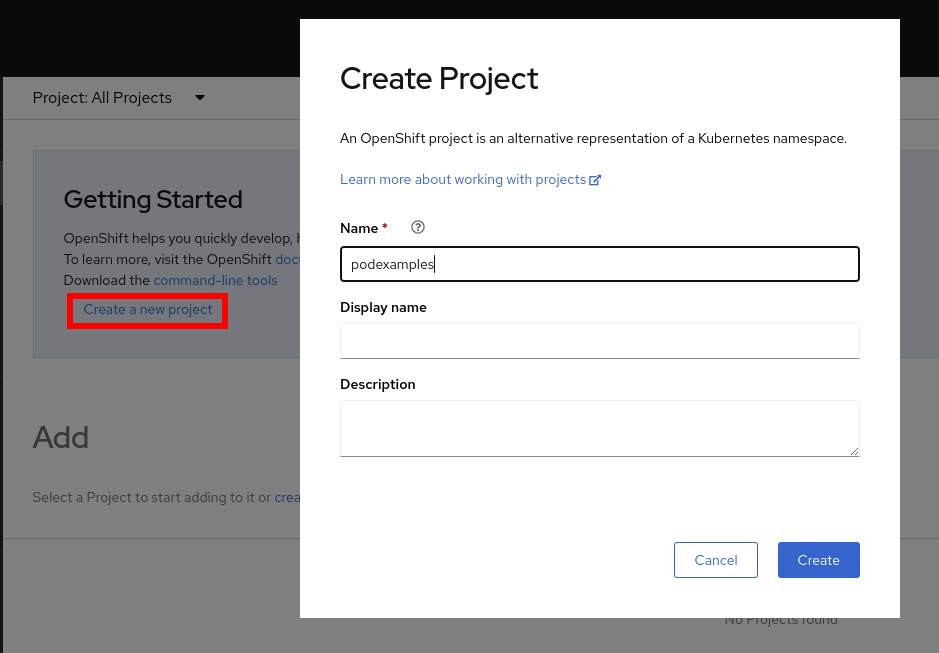 Project: All Projects
Getting Started
OpenShift helps you quickly develop, h
To learn more, visit the OpenShift docu
Download the command-line tools
Create a new project
Add
Select a Project to start adding to it or crea
Create Project
An OpenShift project is an alternative representation of a Kubernetes namespace.
Learn more about working with projects
Name * ?
podexamples
Display name
Description
Cancel Create
No Projects found